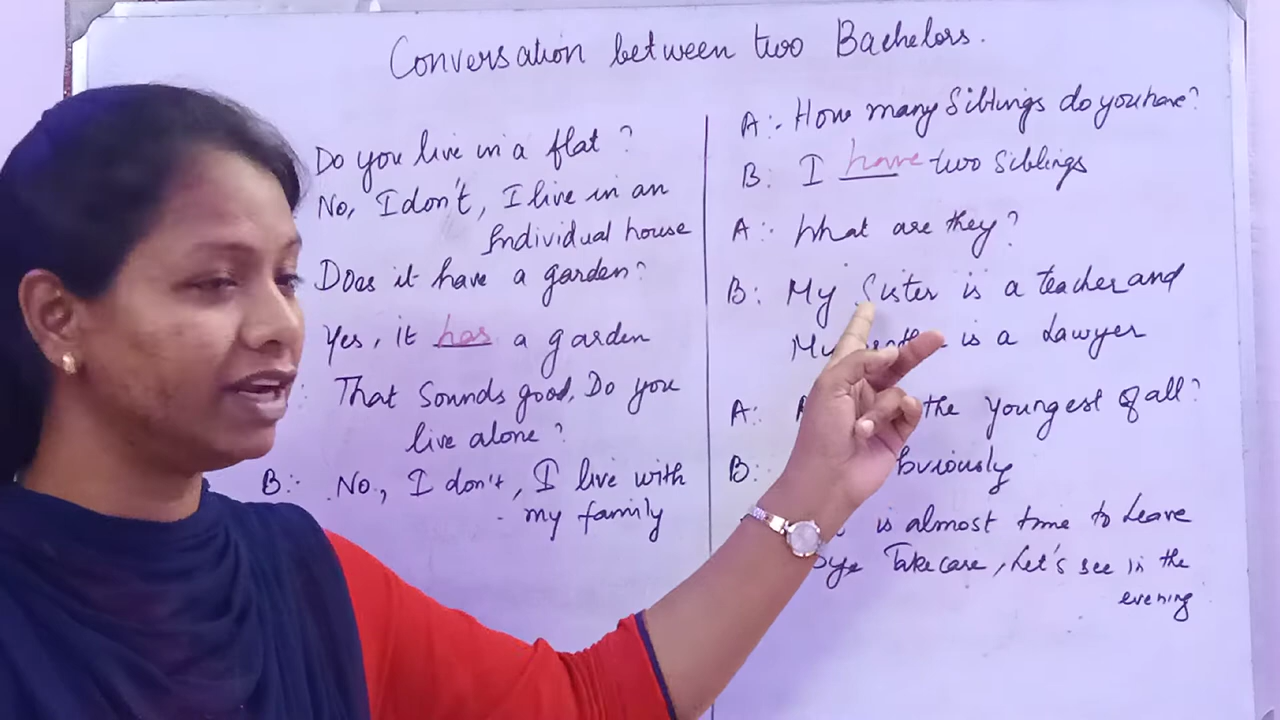 Conversation between two Bachelors.
Do you live in a flat?
No, I don't, I live in an
Individual house
Does it have a garden?
Yes, it has a garden
That Sounds good, Do you
live alone?
B:- No, I don't, I live with
my family
A:- How many Siblings do you have?
B: I have two Siblings
A:- What are they?
B: My Sister is a teacher and
My is a Lawyer
A: the youngest of all?
B:
is almost time to leave
Bye Take care, Let's see in the
evening